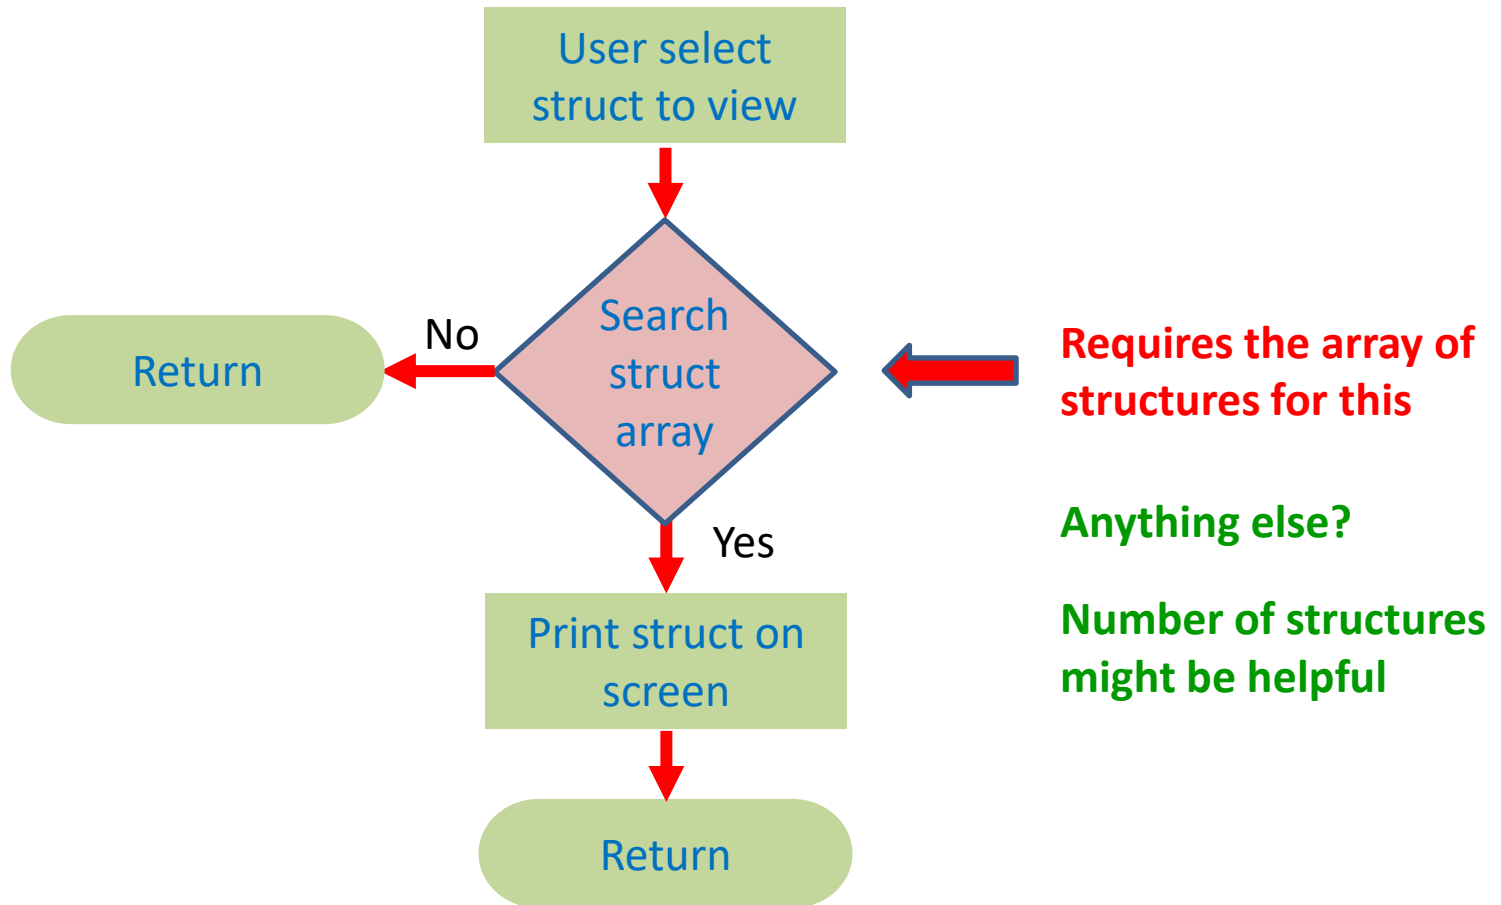 User select
struct to view
Search
struct
array
No
Return
Yes
Print struct on
screen
Return
Requires the array of
structures for this
Anything else?
Number of structures
might be helpful